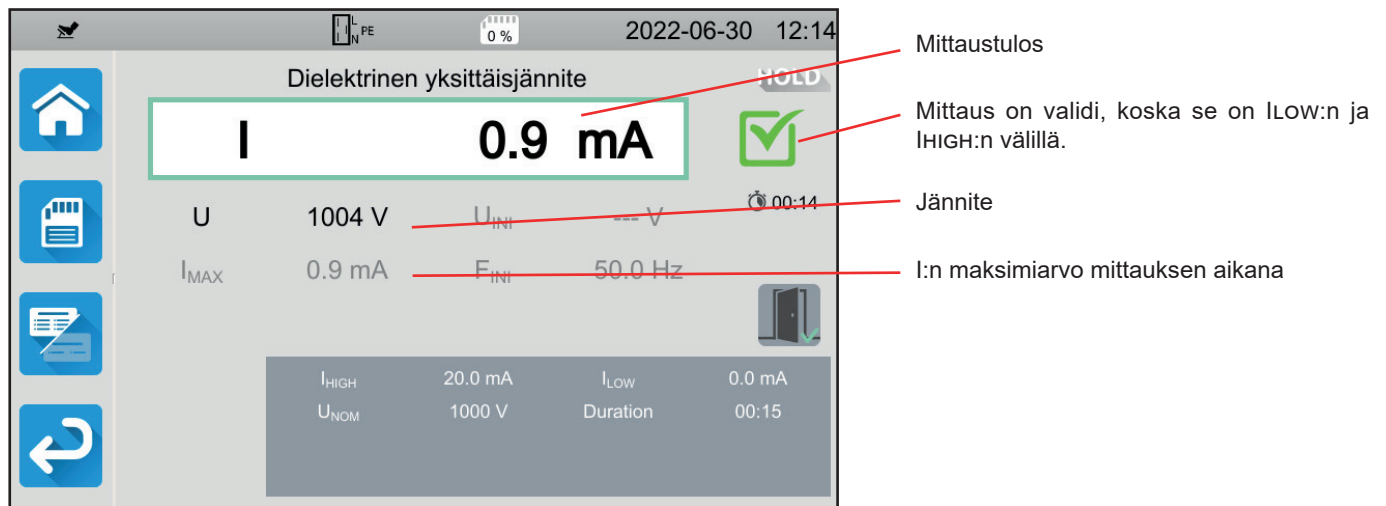 L
N PE
0 %
2022-06-30 12:14
Dielektrinen yksittäisjännite
HOLD
I 0.9 mA
U 1004 V UINI --- V
00:14
IMAX 0.9 mA FINI 50.0 Hz
IHIGH 20.0 mA ILOW 0.0 mA
UNOM 1000 V Duration 00:15
Mittaustulos
Mittaus on validi, koska se on ILOW:n ja
IHIGH:n välillä.
Jännite
I:n maksimiarvo mittauksen aikana